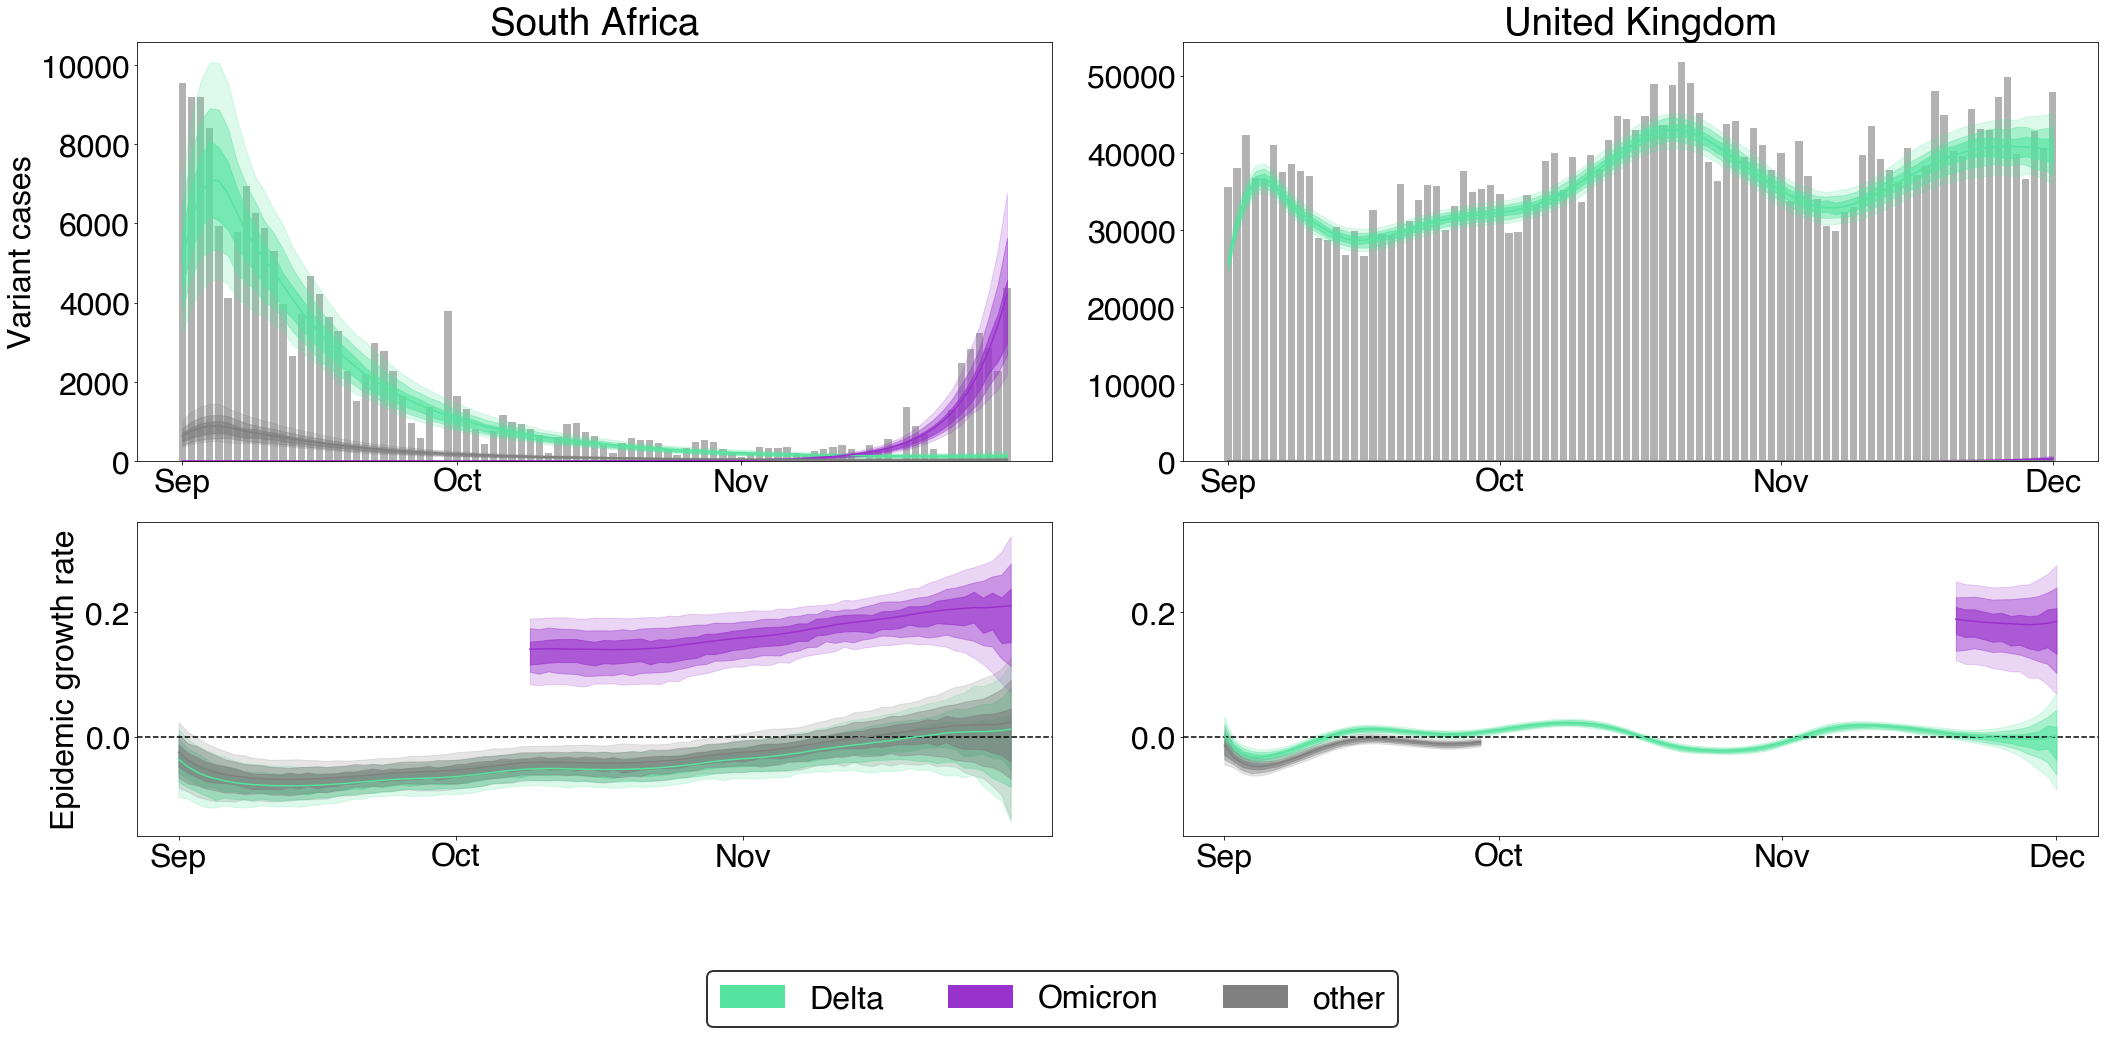 South Africa
United Kingdom
Variant cases
10000
8000
6000
4000
2000
0
Sep Oct Nov
50000
40000
30000
20000
10000
0
Sep Oct Nov Dec
Epidemic growth rate
0.2
0.0
Sep Oct Nov
0.2
0.0
Sep Oct Nov Dec
Delta Omicron other